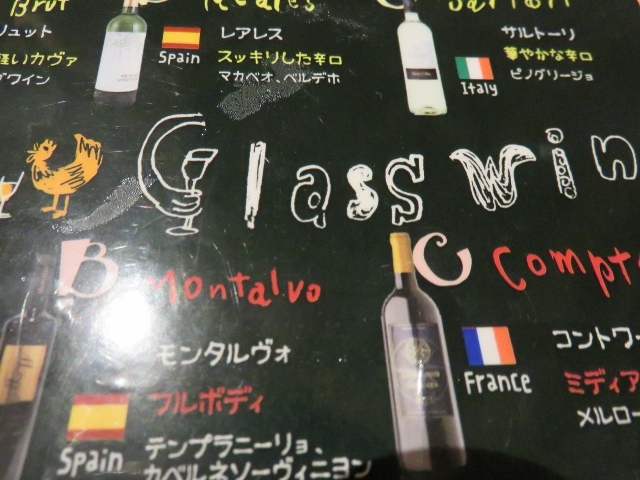 Brut
リュット
軽いカヴァ
グワイン
Spain
レアレス
スッキリした辛口
マカベオ、ベルデホ
Italy
サルトーリ
華やかな辛口
ピノグリージョ
Glass win
B Montalvo
モンタルヴォ
フルボディ
Spain
テンプラニーリョ、
カベルネソーヴィニヨン
C Compt
France
コントワー
ミディア
メルロー